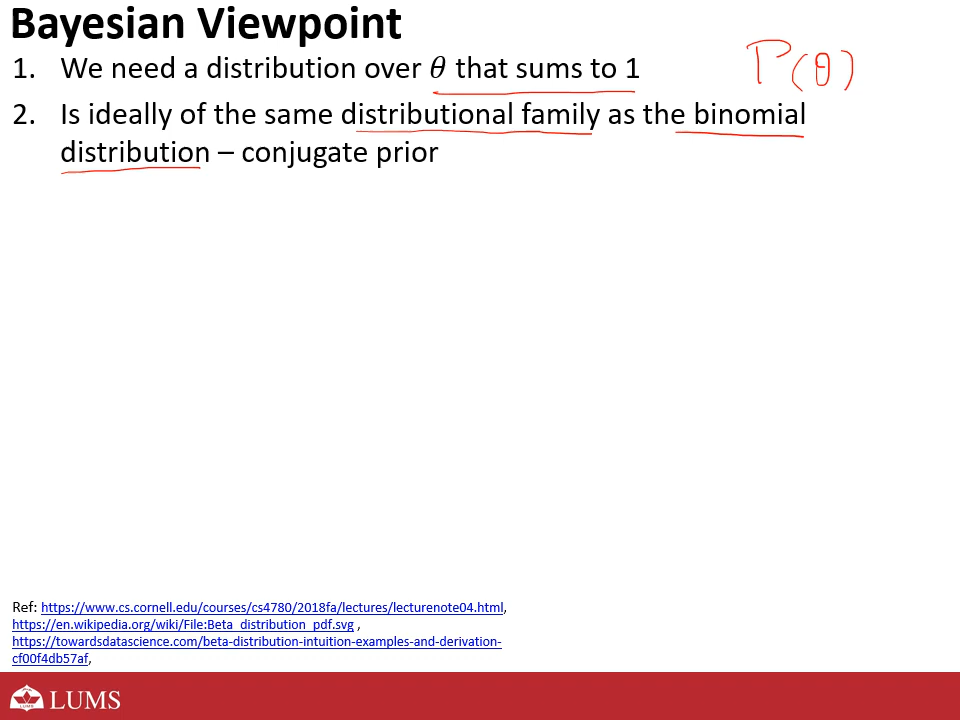 Bayesian Viewpoint
1. We need a distribution over θ that sums to 1
P(θ)
2. Is ideally of the same distributional family as the binomial
distribution – conjugate prior
Ref: https://www.cs.cornell.edu/courses/cs4780/2018fa/lectures/lecturenote04.html,
https://en.wikipedia.org/wiki/File:Beta_distribution_pdf.svg ,
https://towardsdatascience.com/beta-distribution-intuition-examples-and-derivation-
cf00f4db57af,
LUMS